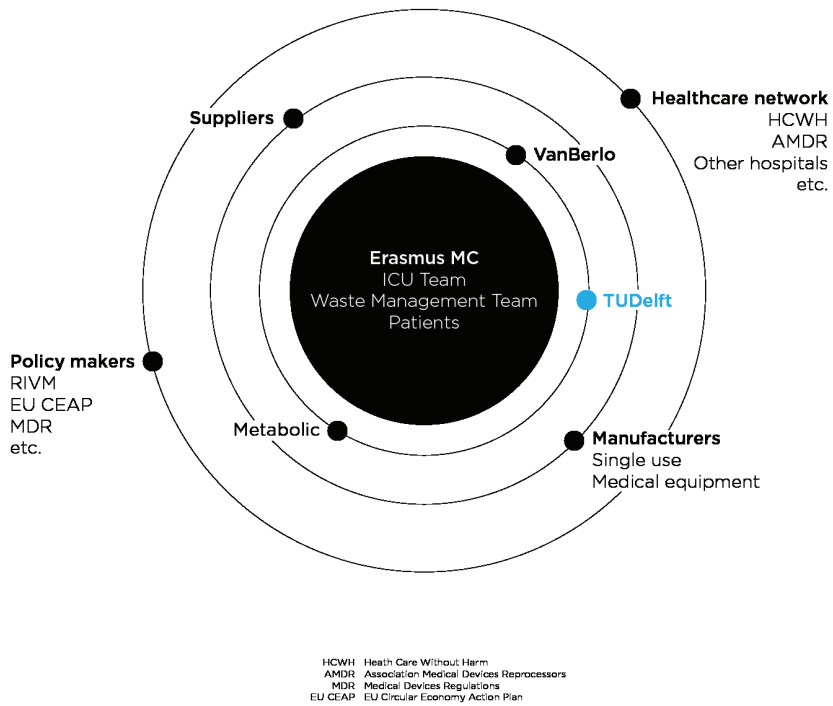 Suppliers
Healthcare network
HCWH
AMDR
Other hospitals
etc.
VanBerlo
Erasmus MC
ICU Team
Waste Management Team
Patients
TUDelft
Policy makers
RIVM
EU CEAP
MDR
etc.
Metabolic
Manufacturers
Single use
Medical equipment
HCWH Heath Care Without Harm
AMDR Association Medical Devices Reprocessors
MDR Medical Devices Regulations
EU CEAP EU Circular Economy Action Plan